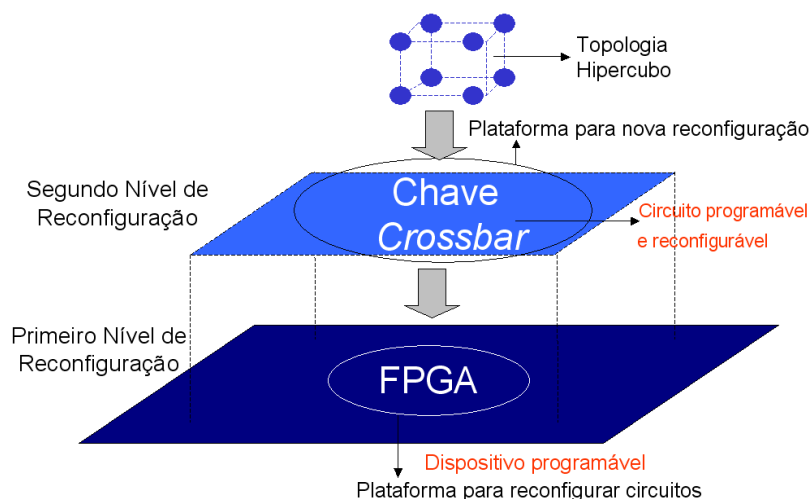 Topologia
Hipercubo
Plataforma para nova reconfiguração
Segundo Nível de
Reconfiguração
Chave
Crossbar
Circuito programável
e reconfigurável
Primeiro Nível de
Reconfiguração
FPGA
Dispositivo programável
Plataforma para reconfigurar circuitos